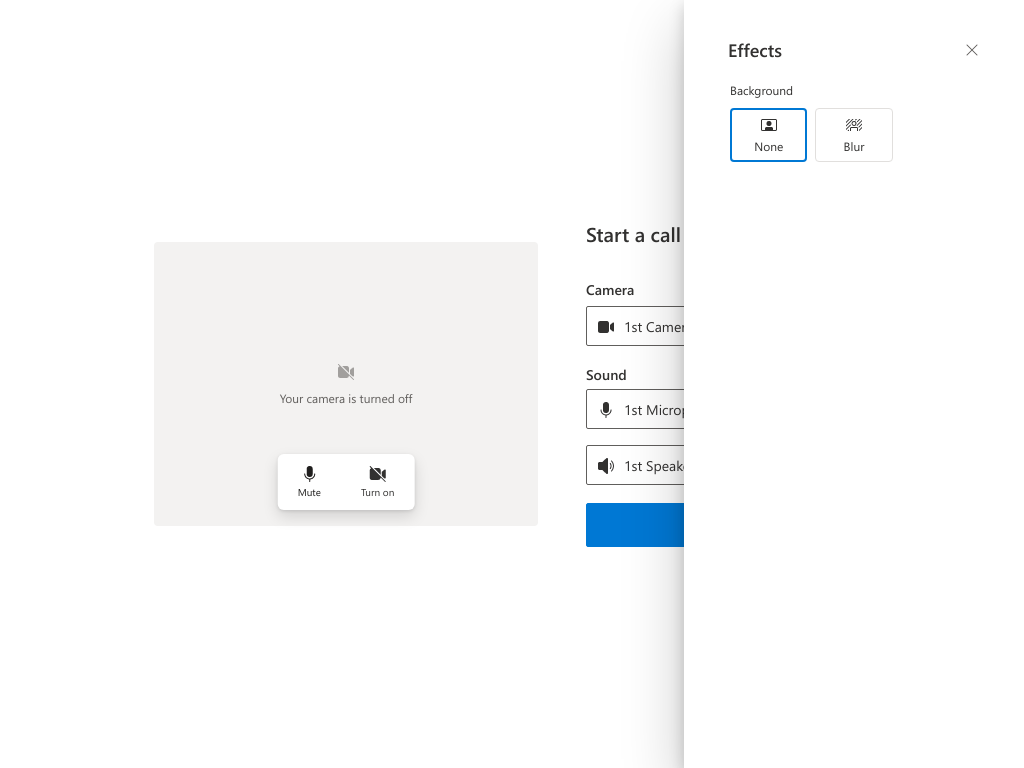 Effects
Background
None
Blur
Start a call
Camera
1st Camer
Sound
1st Microp
1st Speak
Your camera is turned off
Mute
Turn on